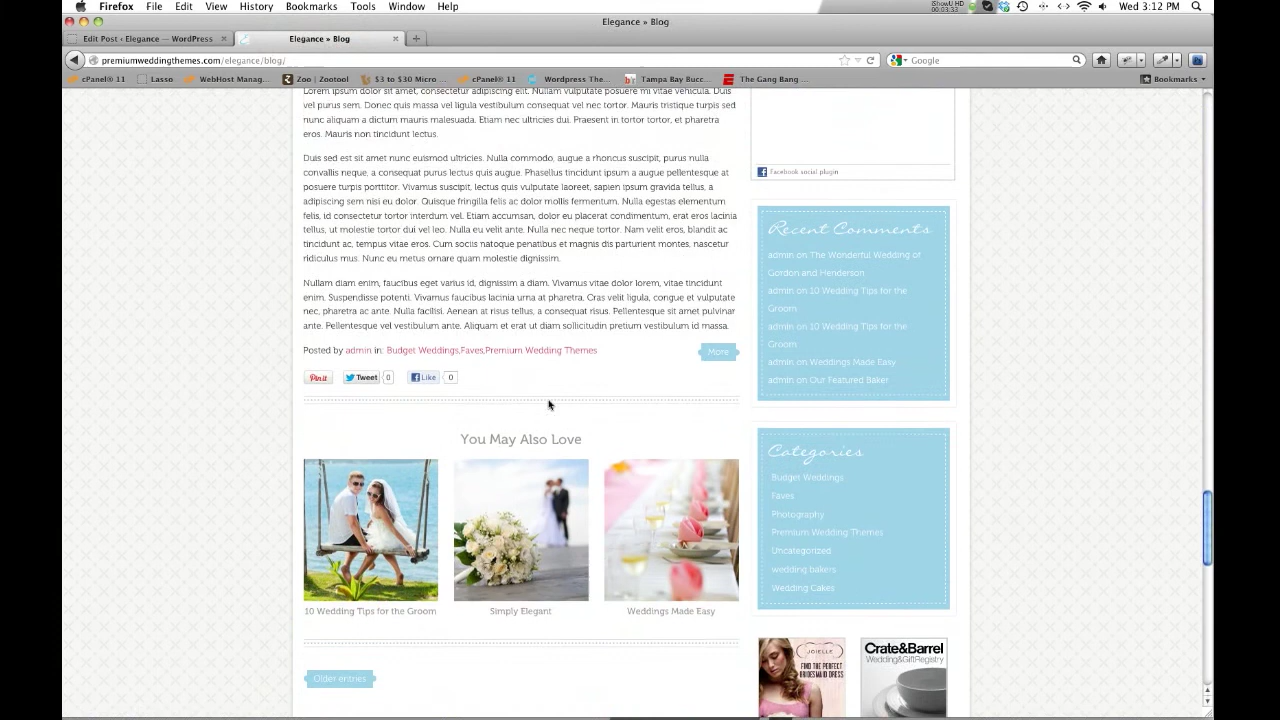 Firefox File Edit View History Bookmarks Tools Window Help
iShowU HD
00:03:33
Wed 3:12 PM
Elegance » Blog
Edit Post ‹ Elegance — WordPress
Elegance » Blog
premiumweddingthemes.com/elegance/blog/
Google
cPanel® 11 Lasso WebHost Manag... Zoo | Zootool $3 to $30 Micro ... cPanel® 11 Wordpress The... Tampa Bay Bucc... The Gang Bang ... Bookmarks
Lorem ipsum dolor sit amet, consectetur adipiscing elit. Nullam vulputate posuere mi vitae vehicula. Duis
vel purus sem. Donec quis massa vel ligula vestibulum consequat vel nec tortor. Mauris tristique turpis sed
nunc aliquam a dictum mauris malesuada. Etiam nec ultricies dui. Praesent in tortor tortor, et pharetra
eros. Mauris non tincidunt lectus.
Duis sed est sit amet nunc euismod ultricies. Nulla commodo, augue a rhoncus suscipit, purus nulla
convallis neque, a consequat purus lectus quis augue. Phasellus tincidunt ipsum a augue pellentesque at
posuere turpis porttitor. Vivamus suscipit, lectus quis vulputate laoreet, sapien ipsum gravida tellus, a
adipiscing sem nisi eu dolor. Quisque fringilla felis ac dolor mollis fermentum. Nulla egestas elementum
felis, id consectetur tortor interdum vel. Etiam accumsan, dolor eu placerat condimentum, erat eros lacinia
tellus, ut molestie tortor dui vel leo. Nulla eu velit ante. Nulla nec neque tortor. Nam velit eros, blandit ac
tincidunt ac, tempus vitae eros. Cum sociis natoque penatibus et magnis dis parturient montes, nascetur
ridiculus mus. Nunc eu metus ornare quam molestie dignissim.
Nullam diam enim, faucibus eget varius id, dignissim a diam. Vivamus vitae dolor lorem, vitae tincidunt
enim. Suspendisse potenti. Vivamus faucibus lacinia urna at pharetra. Cras velit ligula, congue et vulputate
nec, pharetra ac ante. Nulla facilisi. Aenean at risus tellus, a consequat risus. Pellentesque sit amet pulvinar
ante. Pellentesque vel vestibulum ante. Aliquam et erat ut diam sollicitudin pretium vestibulum id massa.
Posted by admin in: Budget Weddings,Faves,Premium Wedding Themes
More
Pin it Tweet 0 Like 0
You May Also Love
10 Wedding Tips for the Groom
Simply Elegant
Weddings Made Easy
Older entries
Facebook social plugin
Recent Comments
admin on The Wonderful Wedding of
Gordon and Henderson
admin on 10 Wedding Tips for the
Groom
admin on 10 Wedding Tips for the
Groom
admin on Weddings Made Easy
admin on Our Featured Baker
Categories
Budget Weddings
Faves
Photography
Premium Wedding Themes
Uncategorized
wedding bakers
Wedding Cakes
JOIELLE
FIND THE PERFECT
BRIDESMAID DRESS
Crate&Barrel
Wedding&GiftRegistry